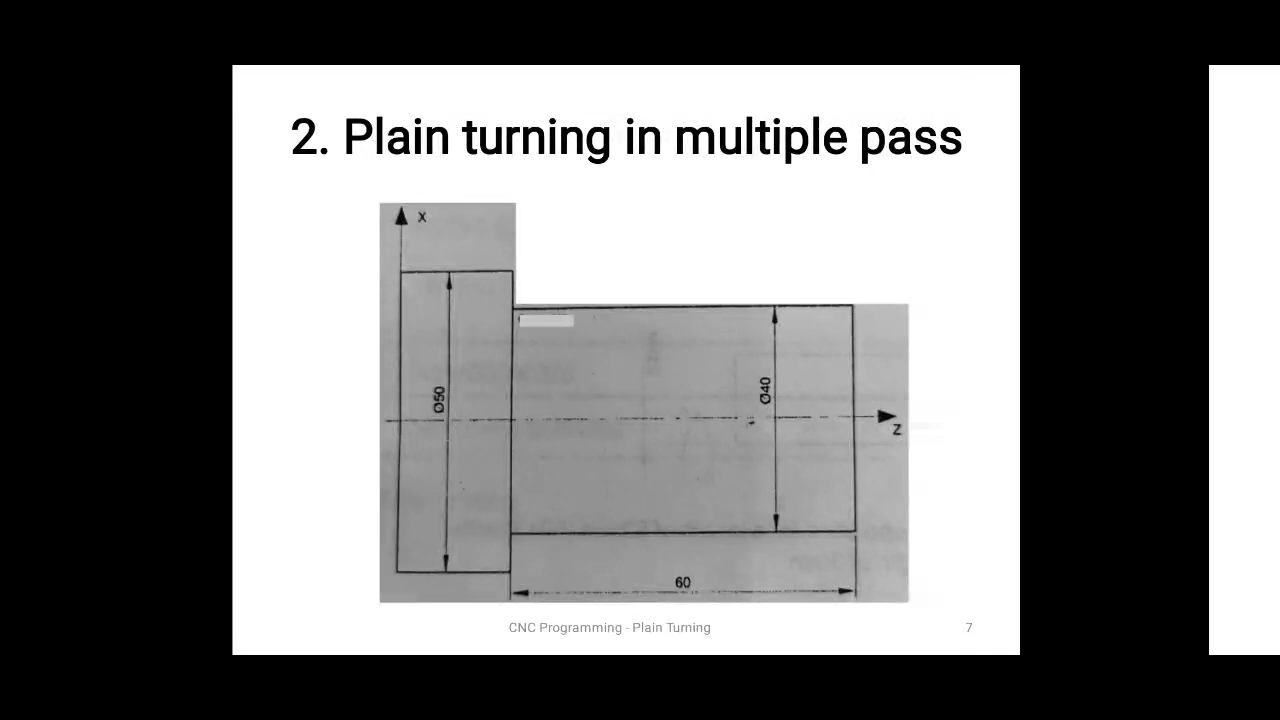 2. Plain turning in multiple pass
X
Ø50
Ø40
Z
60
CNC Programming - Plain Turning
7